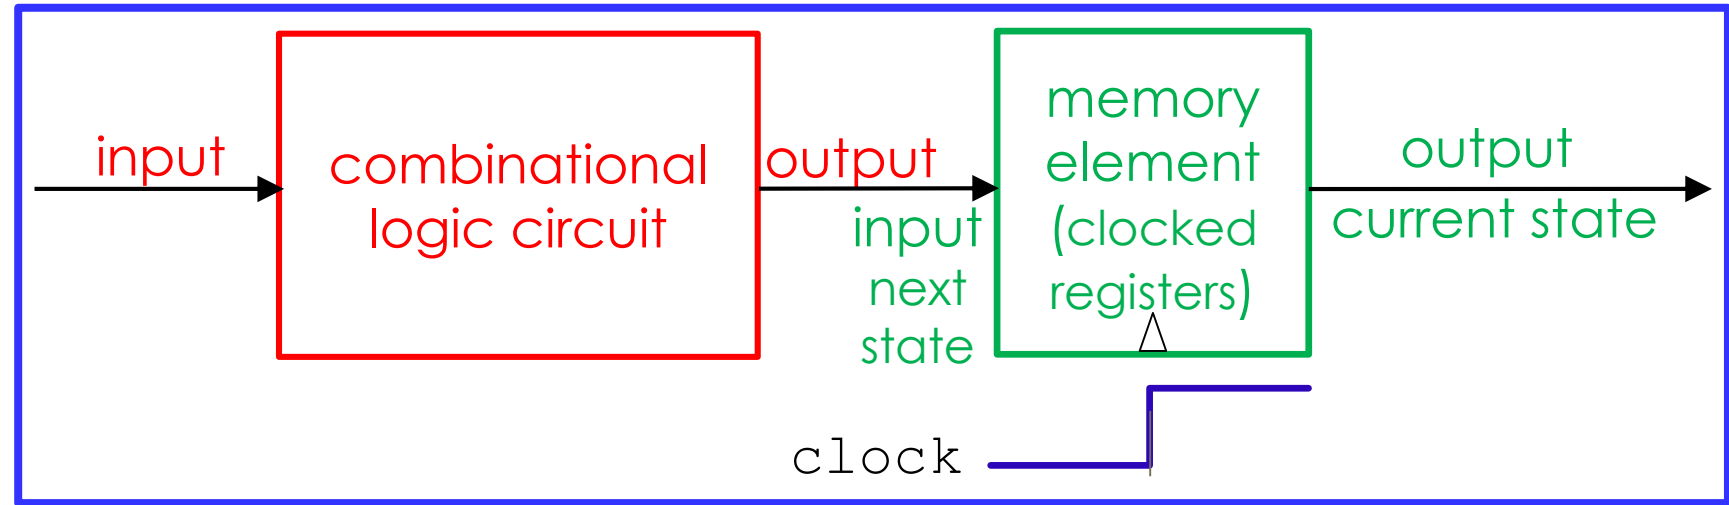 input
combinational
logic circuit
output
input
next
state
memory
element
(clocked
registers)
output
current state
clock